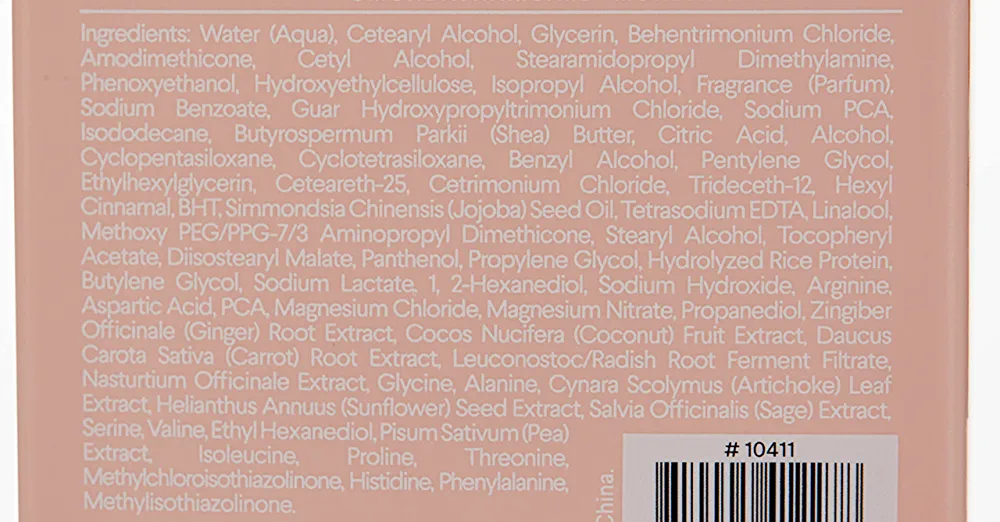 Ingredients: Water (Aqua), Cetearyl Alcohol, Glycerin, Behentrimonium Chloride,
Amodimethicone, Cetyl Alcohol, Stearamidopropyl Dimethylamine,
Phenoxyethanol, Hydroxyethylcellulose, Isopropyl Alcohol, Fragrance (Parfum),
Sodium Benzoate, Guar Hydroxypropyltrimonium Chloride, Sodium PCA,
Isododecane, Butyrospermum Parkii (Shea) Butter, Citric Acid, Alcohol,
Cyclopentasiloxane, Cyclotetrasiloxane, Benzyl Alcohol, Pentylene Glycol,
Ethylhexylglycerin, Ceteareth-25, Cetrimonium Chloride, Trideceth-12, Hexyl
Cinnamal, BHT, Simmondsia Chinensis (Jojoba) Seed Oil, Tetrasodium EDTA, Linalool,
Methoxy PEG/PPG-7/3 Aminopropyl Dimethicone, Stearyl Alcohol, Tocopheryl
Acetate, Diisostearyl Malate, Panthenol, Propylene Glycol, Hydrolyzed Rice Protein,
Butylene Glycol, Sodium Lactate, 1, 2-Hexanediol, Sodium Hydroxide, Arginine,
Aspartic Acid, PCA, Magnesium Chloride, Magnesium Nitrate, Propanediol, Zingiber
Officinale (Ginger) Root Extract, Cocos Nucifera (Coconut) Fruit Extract, Daucus
Carota Sativa (Carrot) Root Extract, Leuconostoc/Radish Root Ferment Filtrate,
Nasturtium Officinale Extract, Glycine, Alanine, Cynara Scolymus (Artichoke) Leaf
Extract, Helianthus Annuus (Sunflower) Seed Extract, Salvia Officinalis (Sage) Extract,
Serine, Valine, Ethyl Hexanediol, Pisum Sativum (Pea)
Extract, Isoleucine, Proline, Threonine,
Methylchloroisothiazolinone, Histidine, Phenylalanine,
Methylisothiazolinone.
China.
# 10411